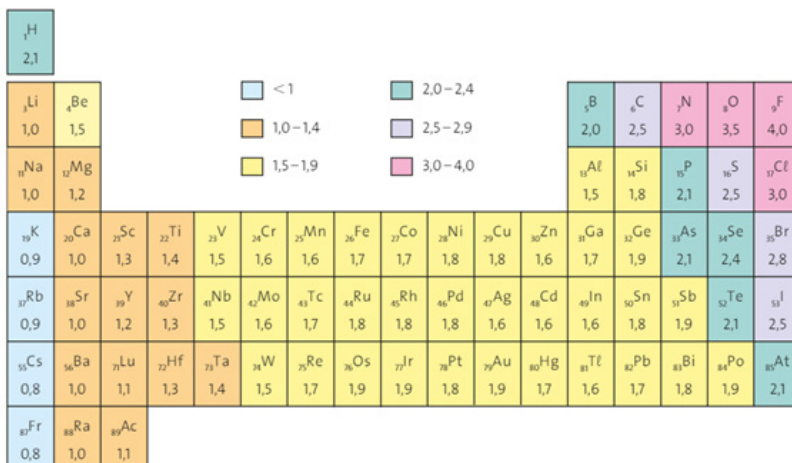 ₁H
2,1
<1
2,0–2,4
1,0–1,4
2,5–2,9
1,5–1,9
3,0–4,0
₃Li ₄Be ₅B ₆C ₇N ₈O ₉F
1,0 1,5 2,0 2,5 3,0 3,5 4,0
₁₁Na ₁₂Mg ₁₃Aℓ ₁₄Si ₁₅P ₁₆S ₁₇Cℓ
1,0 1,2 1,5 1,8 2,1 2,5 3,0
₁₉K ₂₀Ca ₂₁Sc ₂₂Ti ₂₃V ₂₄Cr ₂₅Mn ₂₆Fe ₂₇Co ₂₈Ni ₂₉Cu ₃₀Zn ₃₁Ga ₃₂Ge ₃₃As ₃₄Se ₃₅Br
0,9 1,0 1,3 1,4 1,5 1,6 1,6 1,7 1,7 1,8 1,8 1,6 1,7 1,9 2,1 2,4 2,8
₃₇Rb ₃₈Sr ₃₉Y ₄₀Zr ₄₁Nb ₄₂Mo ₄₃Tc ₄₄Ru ₄₅Rh ₄₆Pd ₄₇Ag ₄₈Cd ₄₉In ₅₀Sn ₅₁Sb ₅₂Te ₅₃I
0,9 1,0 1,2 1,3 1,5 1,6 1,7 1,8 1,8 1,8 1,6 1,6 1,6 1,8 1,9 2,1 2,5
₅₅Cs ₅₆Ba ₇₁Lu ₇₂Hf ₇₃Ta ₇₄W ₇₅Re ₇₆Os ₇₇Ir ₇₈Pt ₇₉Au ₈₀Hg ₈₁Tℓ ₈₂Pb ₈₃Bi ₈₄Po ₈₅At
0,8 1,0 1,1 1,3 1,4 1,5 1,7 1,9 1,9 1,8 1,9 1,7 1,6 1,7 1,8 1,9 2,1
₈₇Fr ₈₈Ra ₈₉Ac
0,8 1,0 1,1